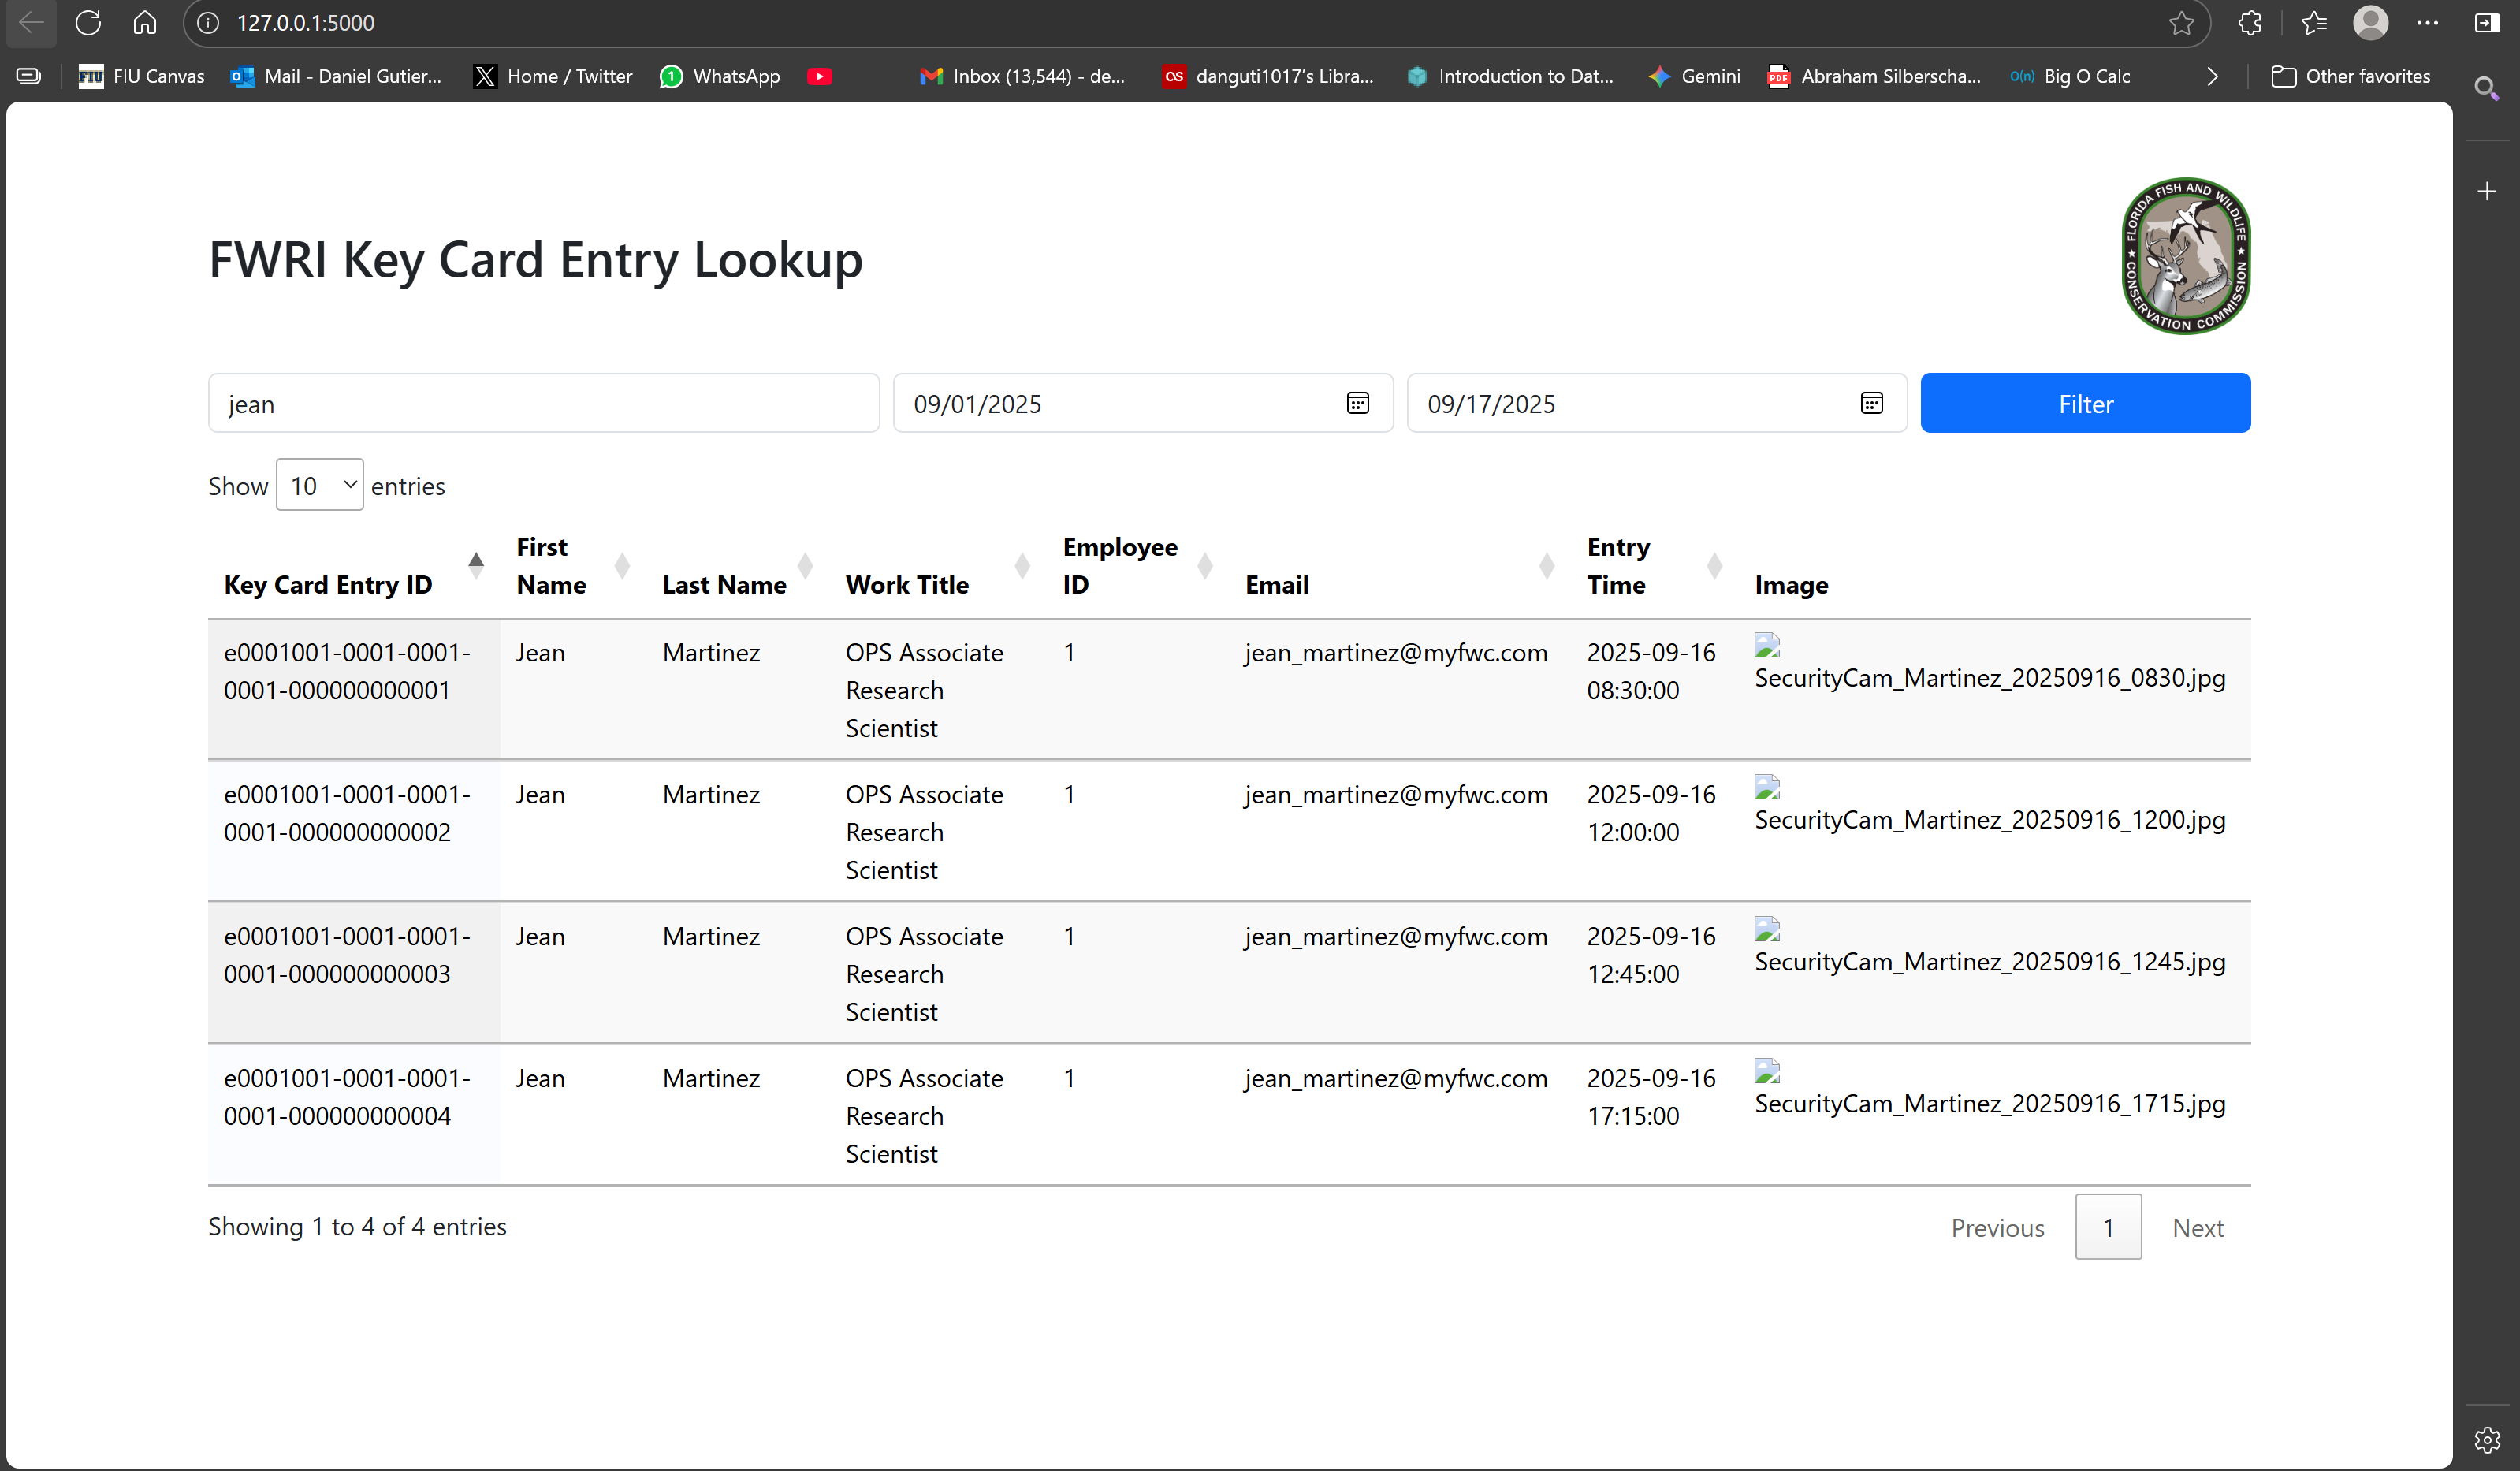 127.0.0.1:5000
FIU FIU Canvas
Mail - Daniel Gutier...
Home / Twitter
1 WhatsApp
Inbox (13,544) - de...
danguti1017's Libra...
Introduction to Dat...
Gemini
PDF Abraham Silberscha...
O(n) Big O Calc
Other favorites
FWRI Key Card Entry Lookup
FLORIDA FISH AND WILDLIFE
CONSERVATION COMMISSION
jean
09/01/2025
09/17/2025
Filter
Show 10 entries
Key Card Entry ID
First
Name
Last Name
Work Title
Employee
ID
Email
Entry
Time
Image
e0001001-0001-0001-
0001-000000000001
Jean
Martinez
OPS Associate
Research
Scientist
1
jean_martinez@myfwc.com
2025-09-16
08:30:00
SecurityCam_Martinez_20250916_0830.jpg
e0001001-0001-0001-
0001-000000000002
Jean
Martinez
OPS Associate
Research
Scientist
1
jean_martinez@myfwc.com
2025-09-16
12:00:00
SecurityCam_Martinez_20250916_1200.jpg
e0001001-0001-0001-
0001-000000000003
Jean
Martinez
OPS Associate
Research
Scientist
1
jean_martinez@myfwc.com
2025-09-16
12:45:00
SecurityCam_Martinez_20250916_1245.jpg
e0001001-0001-0001-
0001-000000000004
Jean
Martinez
OPS Associate
Research
Scientist
1
jean_martinez@myfwc.com
2025-09-16
17:15:00
SecurityCam_Martinez_20250916_1715.jpg
Showing 1 to 4 of 4 entries
Previous
1
Next